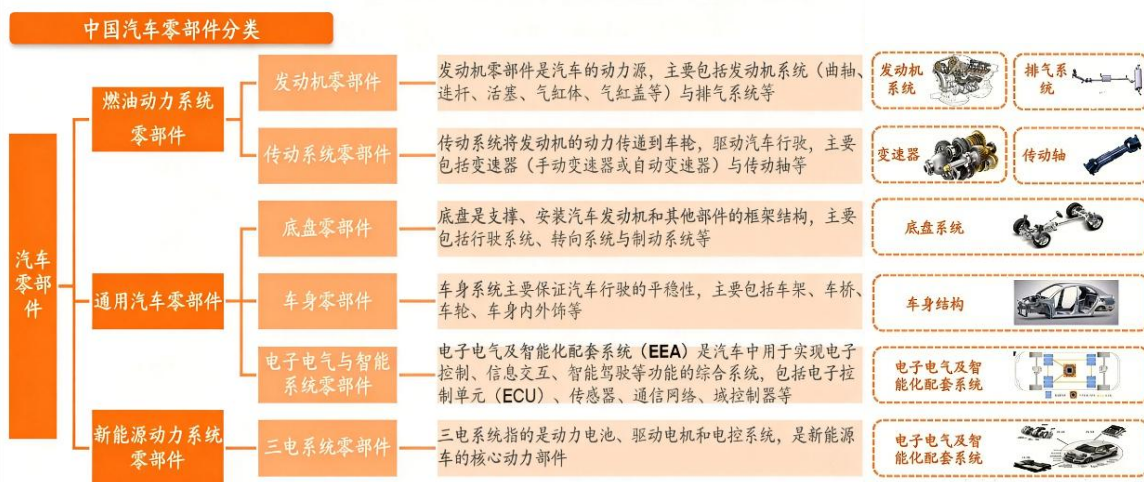 中国汽车零部件分类
汽车
零部
件
燃油动力系统
零部件
发动机零部件
发动机零部件是汽车的动力源，主要包括发动机系统（曲轴、
连杆、活塞、气缸体、气缸盖等）与排气系统等
发动机
系统
排气系
统
传动系统零部件
传动系统将发动机的动力传递到车轮，驱动汽车行驶，主要
包括变速器（手动变速器或自动变速器）与传动轴等
变速器
传动轴
通用汽车零部件
底盘零部件
底盘是支撑、安装汽车发动机和其他部件的框架结构，主要
包括行驶系统、转向系统与制动系统等
底盘系统
车身零部件
车身系统主要保证汽车行驶的平稳性，主要包括车架、车桥、
车轮、车身内外饰等
车身结构
电子电气与智能
系统零部件
电子电气及智能化配套系统（EEA）是汽车中用于实现电子
控制、信息交互、智能驾驶等功能的综合系统，包括电子控
制单元（ECU）、传感器、通信网络、域控制器等
电子电气及智
能化配套系统
新能源动力系统
零部件
三电系统零部件
三电系统指的是动力电池、驱动电机和电控系统，是新能源
车的核心动力部件
电子电气及智
能化配套系统